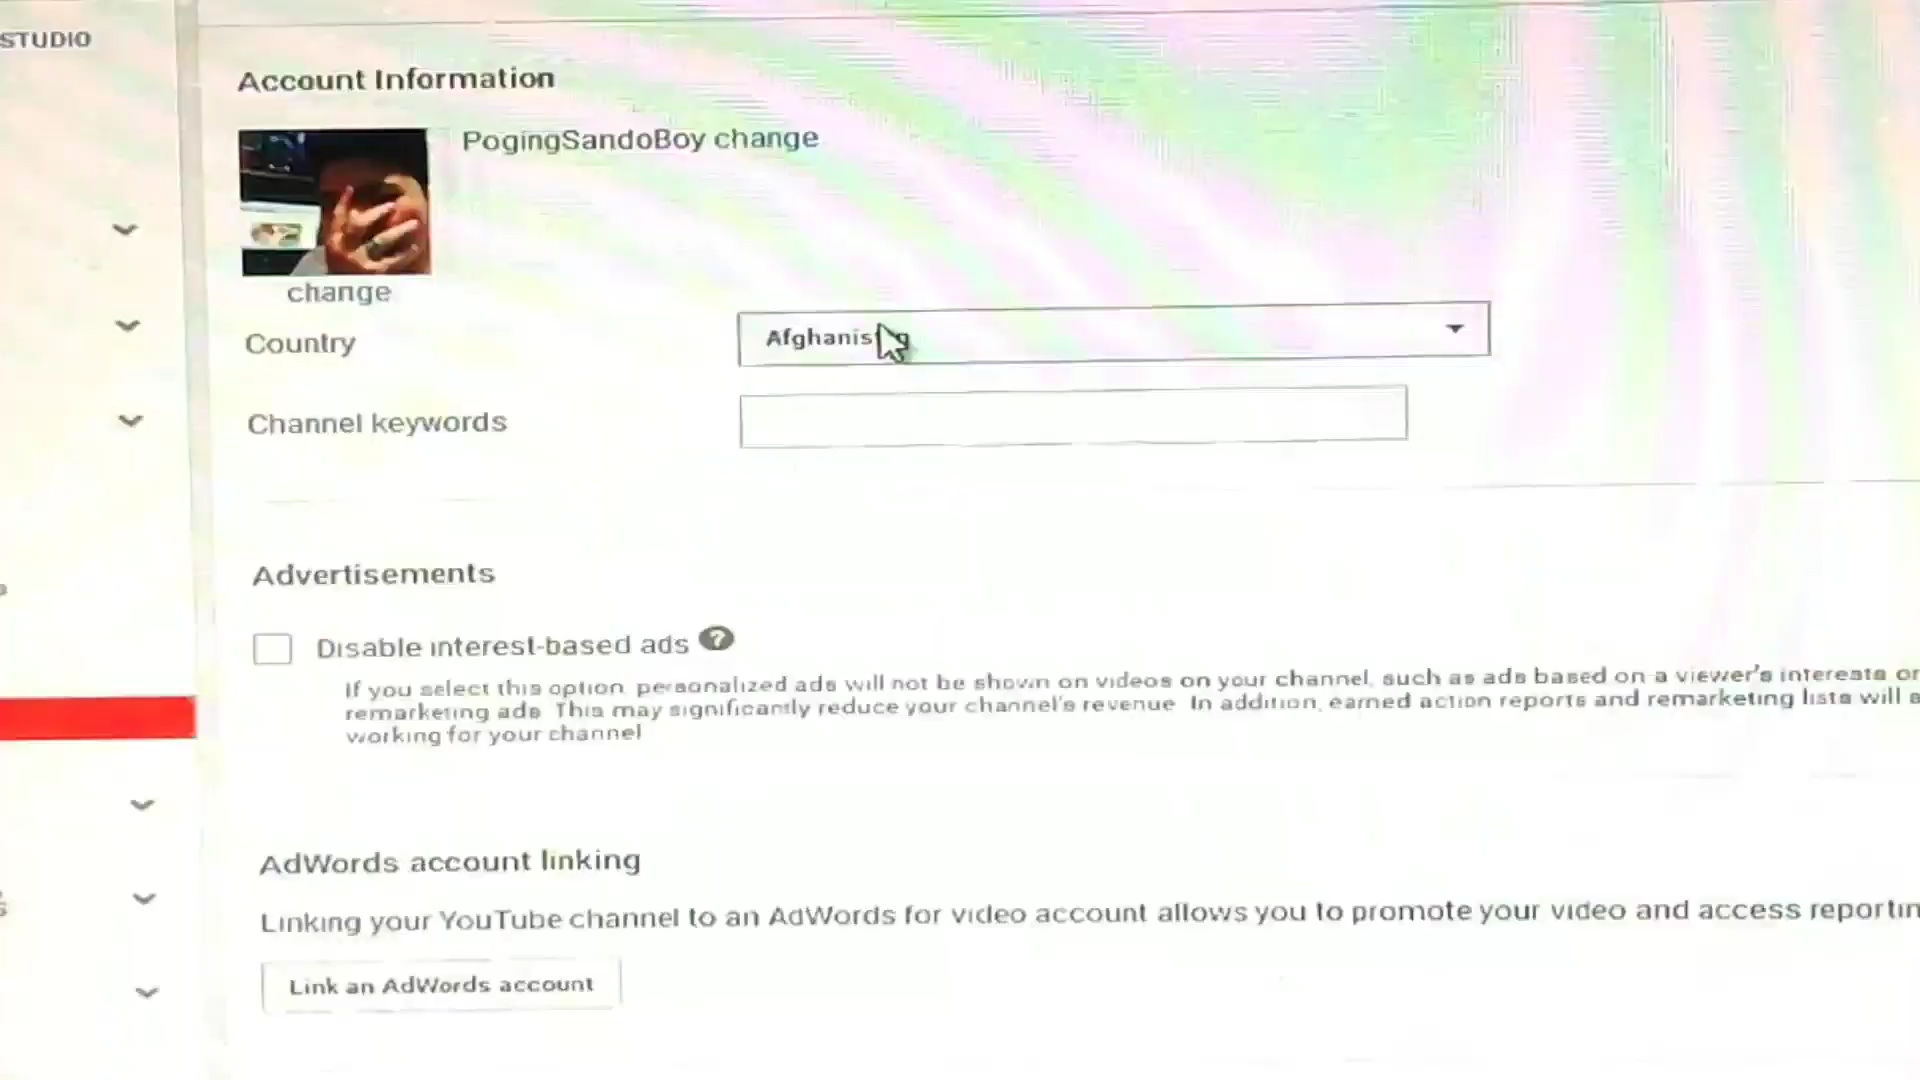 STUDIO
Account Information
PogingSandoBoy change
change
Country
Afghanis
Channel keywords
Advertisements
Disable interest-based ads ?
If you select this option, personalized ads will not be shown on videos on your channel, such as ads based on a viewer's interests or
remarketing ads. This may significantly reduce your channel's revenue. In addition, earned action reports and remarketing lists will
working for your channel
AdWords account linking
Linking your YouTube channel to an AdWords for video account allows you to promote your video and access reportin
Link an AdWords account